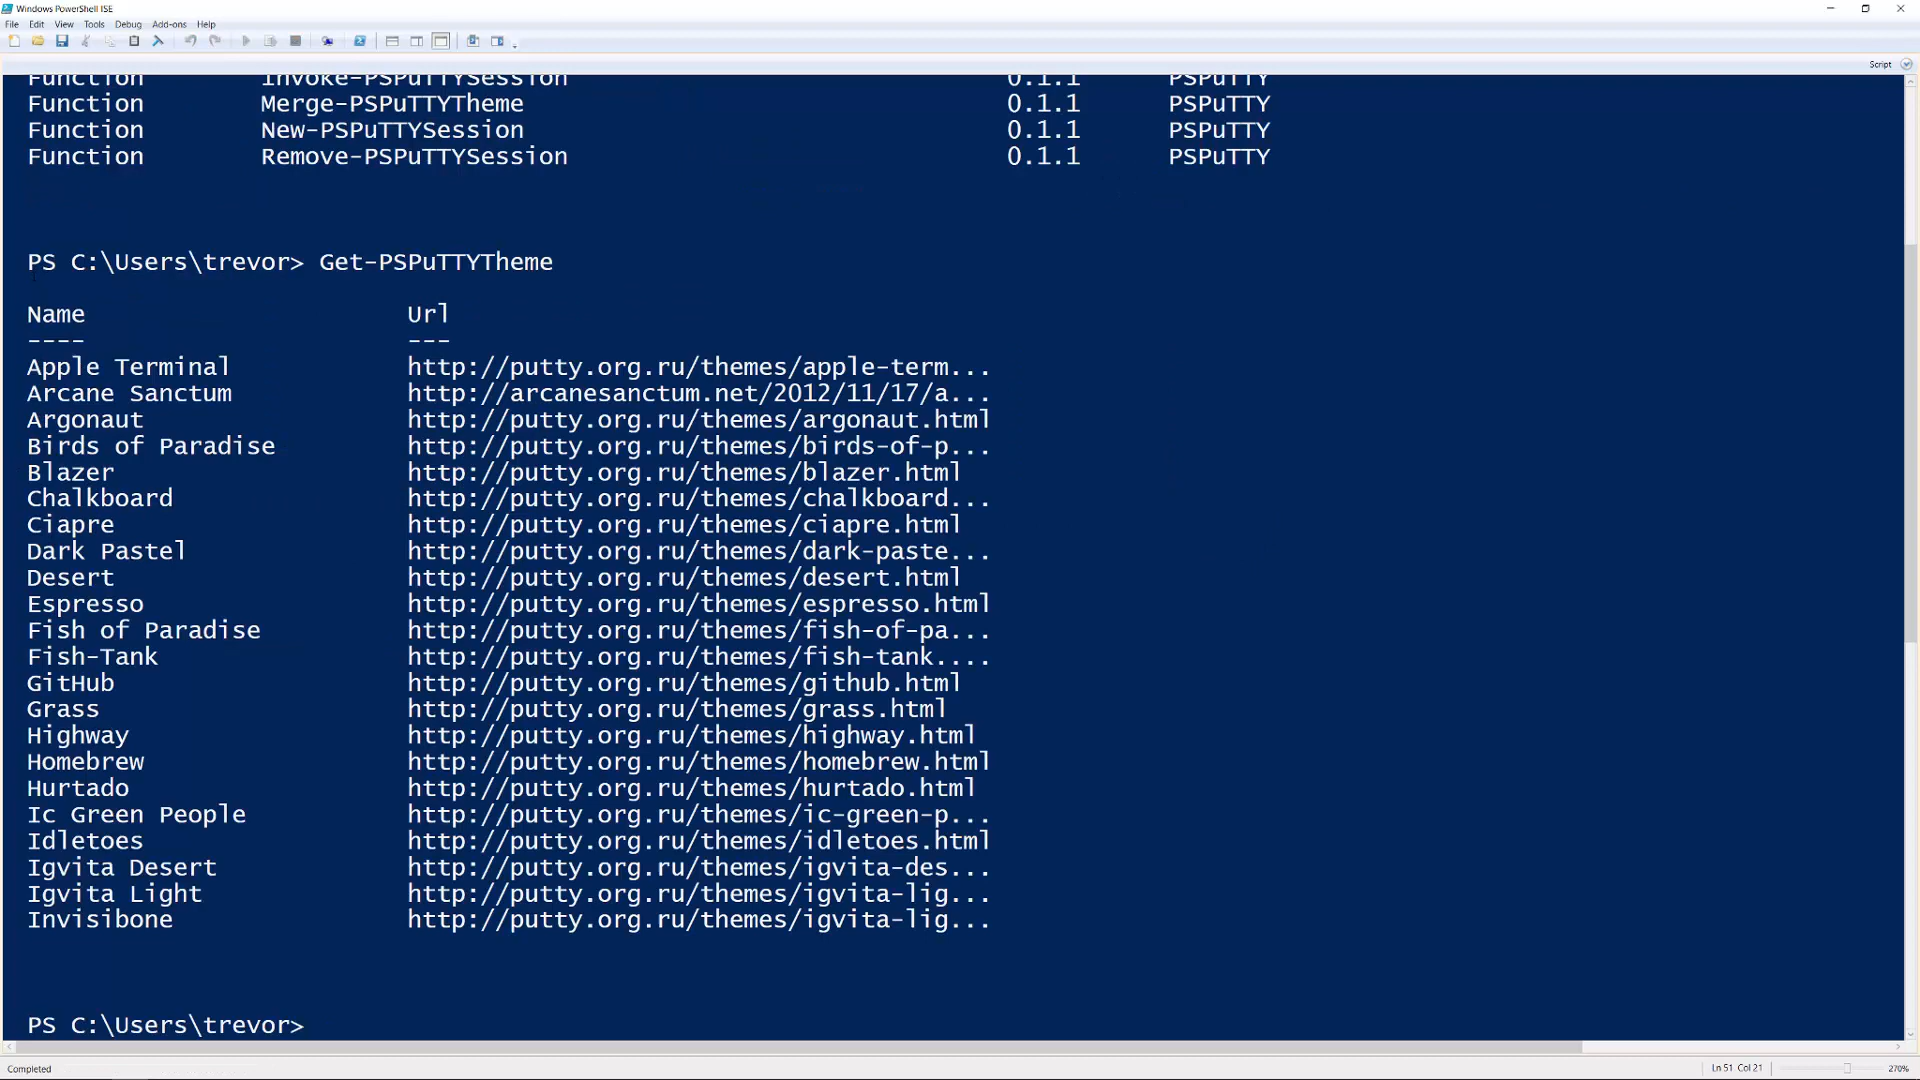 Windows PowerShell ISE
File Edit View Tools Debug Add-ons Help
Script
Function Invoke-PSPuTTYSession 0.1.1 PSPuTTY
Function Merge-PSPuTTYTheme 0.1.1 PSPuTTY
Function New-PSPuTTYSession 0.1.1 PSPuTTY
Function Remove-PSPuTTYSession 0.1.1 PSPuTTY
PS C:\Users\trevor> Get-PSPuTTYTheme
Name Url
---- ---
Apple Terminal http://putty.org.ru/themes/apple-term...
Arcane Sanctum http://arcanesanctum.net/2012/11/17/a...
Argonaut http://putty.org.ru/themes/argonaut.html
Birds of Paradise http://putty.org.ru/themes/birds-of-p...
Blazer http://putty.org.ru/themes/blazer.html
Chalkboard http://putty.org.ru/themes/chalkboard...
Ciapre http://putty.org.ru/themes/ciapre.html
Dark Pastel http://putty.org.ru/themes/dark-paste...
Desert http://putty.org.ru/themes/desert.html
Espresso http://putty.org.ru/themes/espresso.html
Fish of Paradise http://putty.org.ru/themes/fish-of-pa...
Fish-Tank http://putty.org.ru/themes/fish-tank....
GitHub http://putty.org.ru/themes/github.html
Grass http://putty.org.ru/themes/grass.html
Highway http://putty.org.ru/themes/highway.html
Homebrew http://putty.org.ru/themes/homebrew.html
Hurtado http://putty.org.ru/themes/hurtado.html
Ic Green People http://putty.org.ru/themes/ic-green-p...
Idletoes http://putty.org.ru/themes/idletoes.html
Igvita Desert http://putty.org.ru/themes/igvita-des...
Igvita Light http://putty.org.ru/themes/igvita-lig...
Invisibone http://putty.org.ru/themes/igvita-lig...
PS C:\Users\trevor>
Completed Ln 51 Col 21 270%